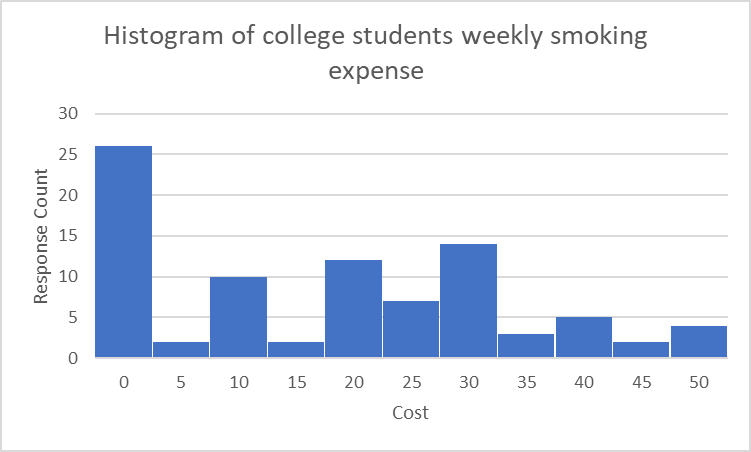 Histogram of college students weekly smoking
expense
30
25
20
15
10
5
0
Response Count
0 5 10 15 20 25 30 35 40 45 50
Cost